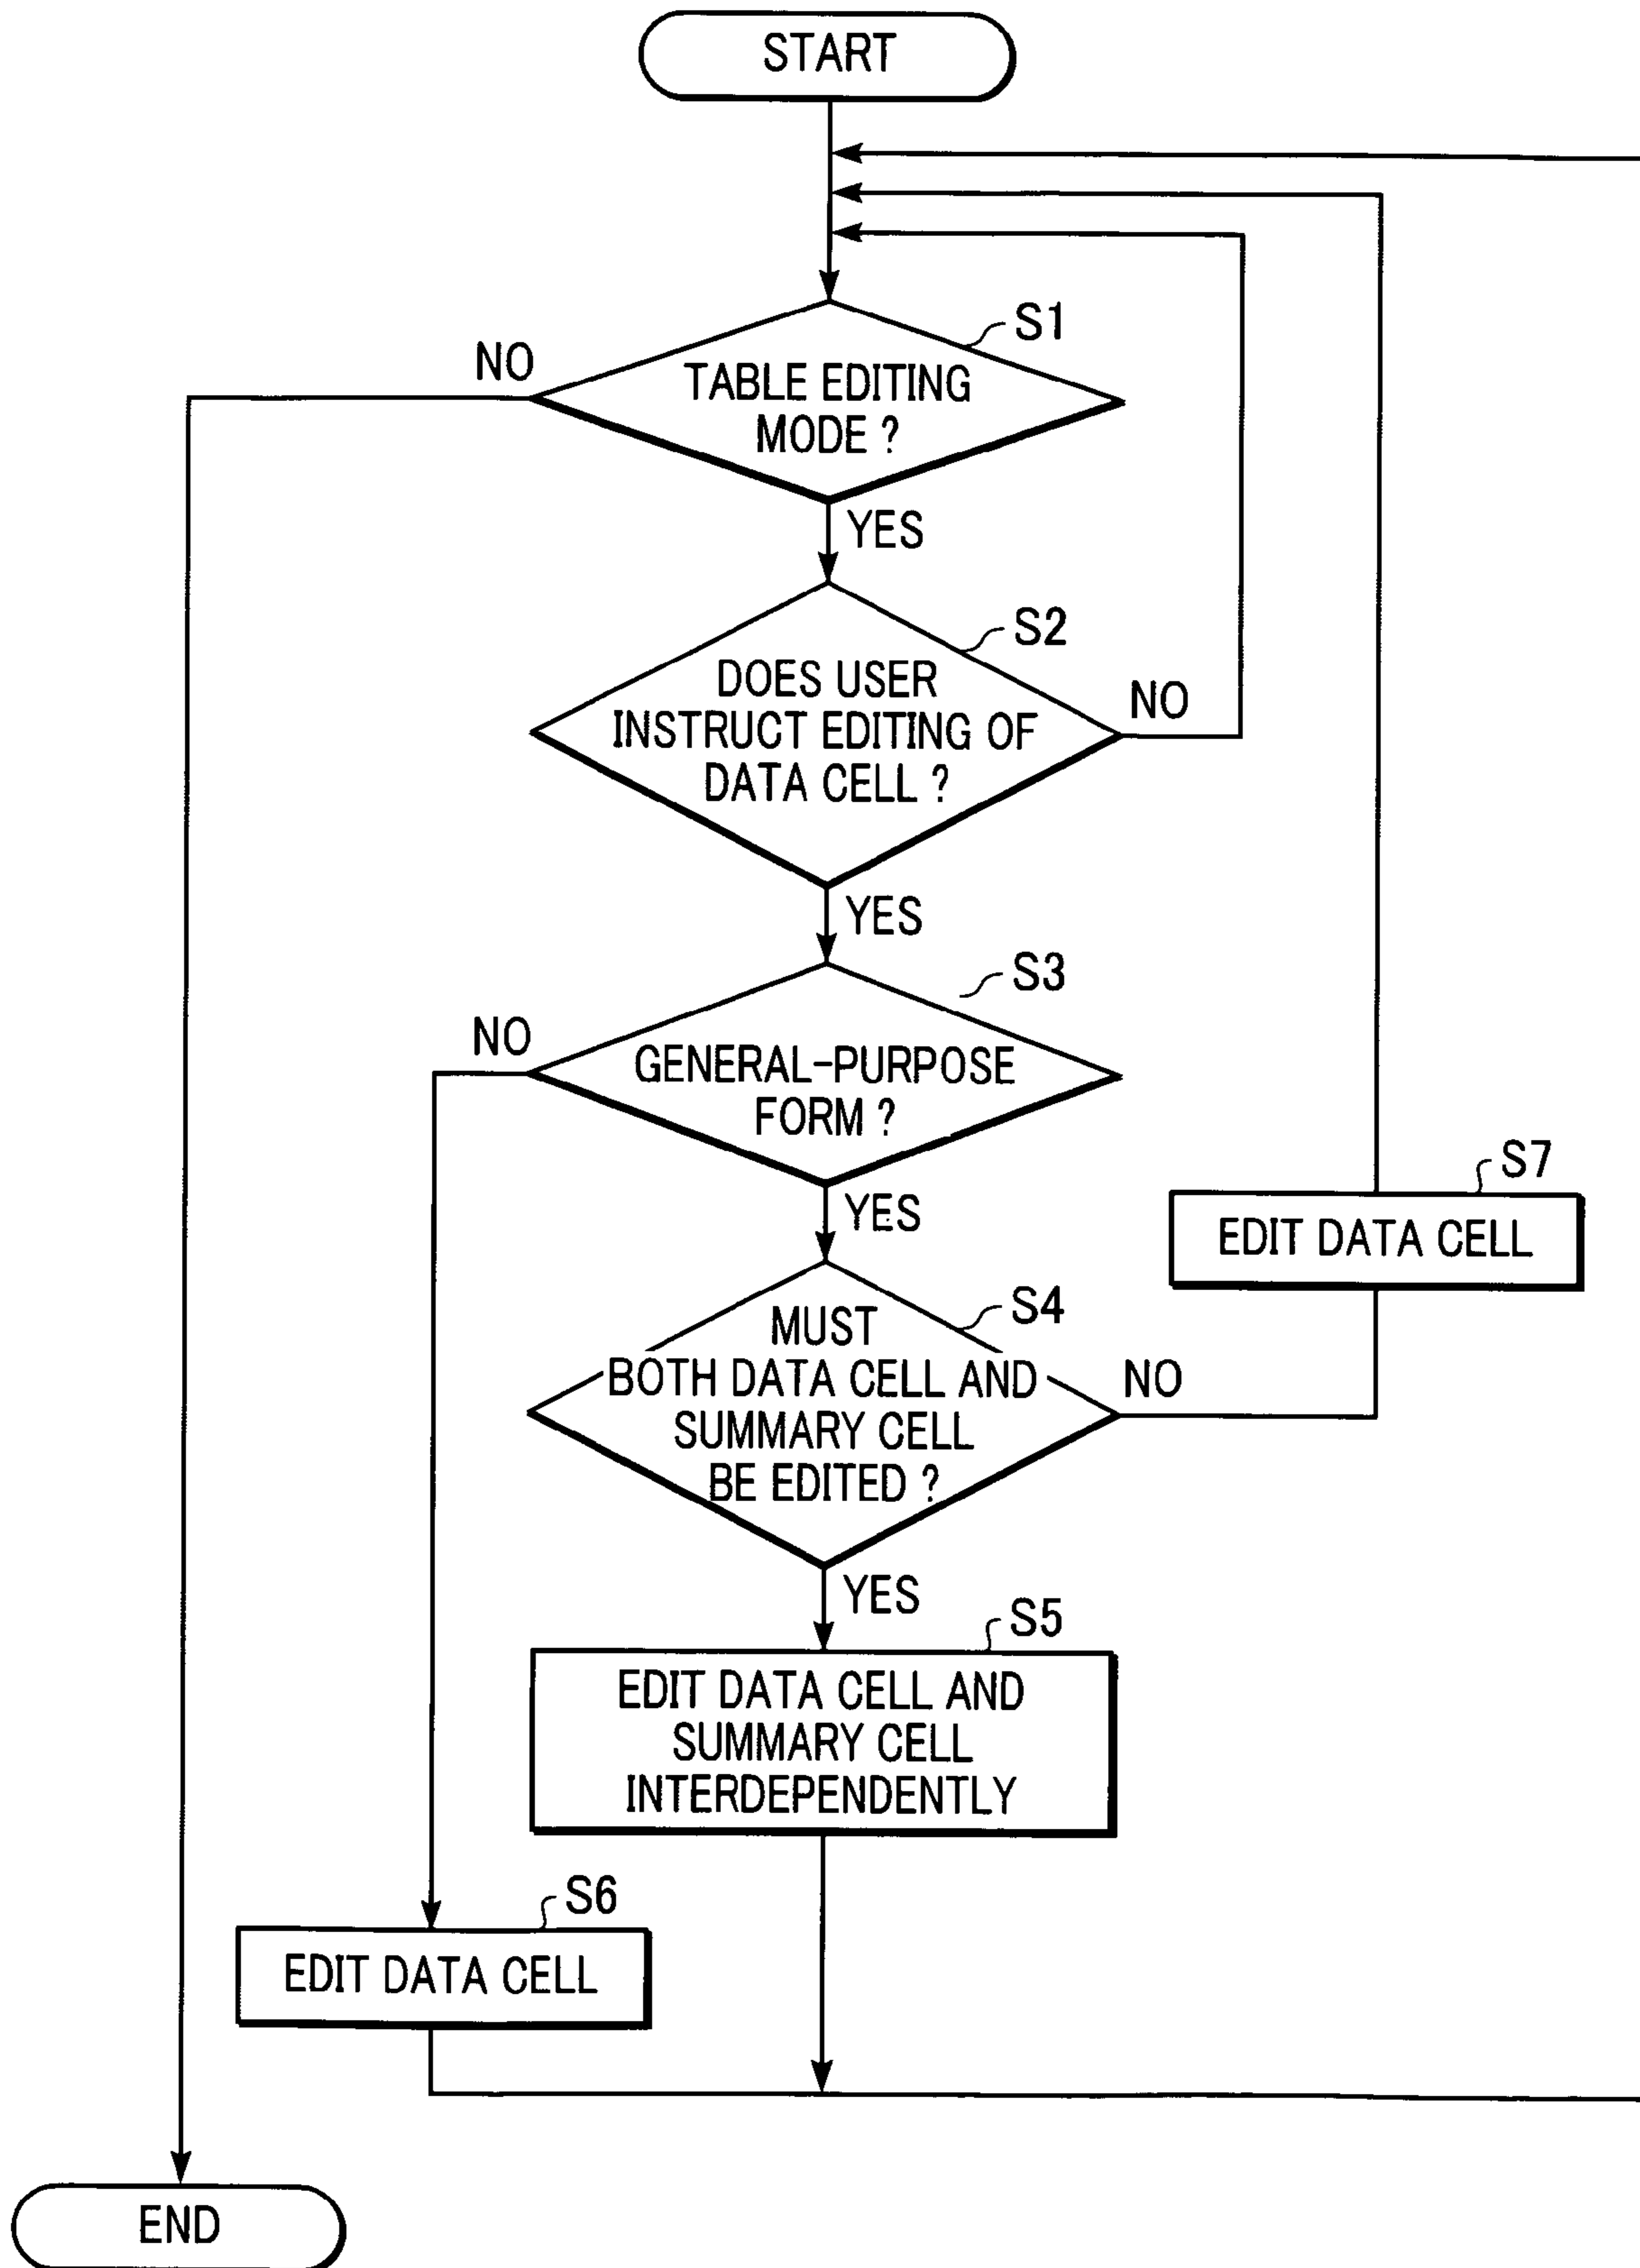 START
S1
NO
TABLE EDITING
MODE ?
YES
S2
DOES USER
INSTRUCT EDITING OF
DATA CELL ?
NO
YES
S3
NO
GENERAL-PURPOSE
FORM ?
YES
S7
EDIT DATA CELL
S4
MUST
BOTH DATA CELL AND
SUMMARY CELL
BE EDITED ?
NO
YES
S5
EDIT DATA CELL AND
SUMMARY CELL
INTERDEPENDENTLY
S6
EDIT DATA CELL
END